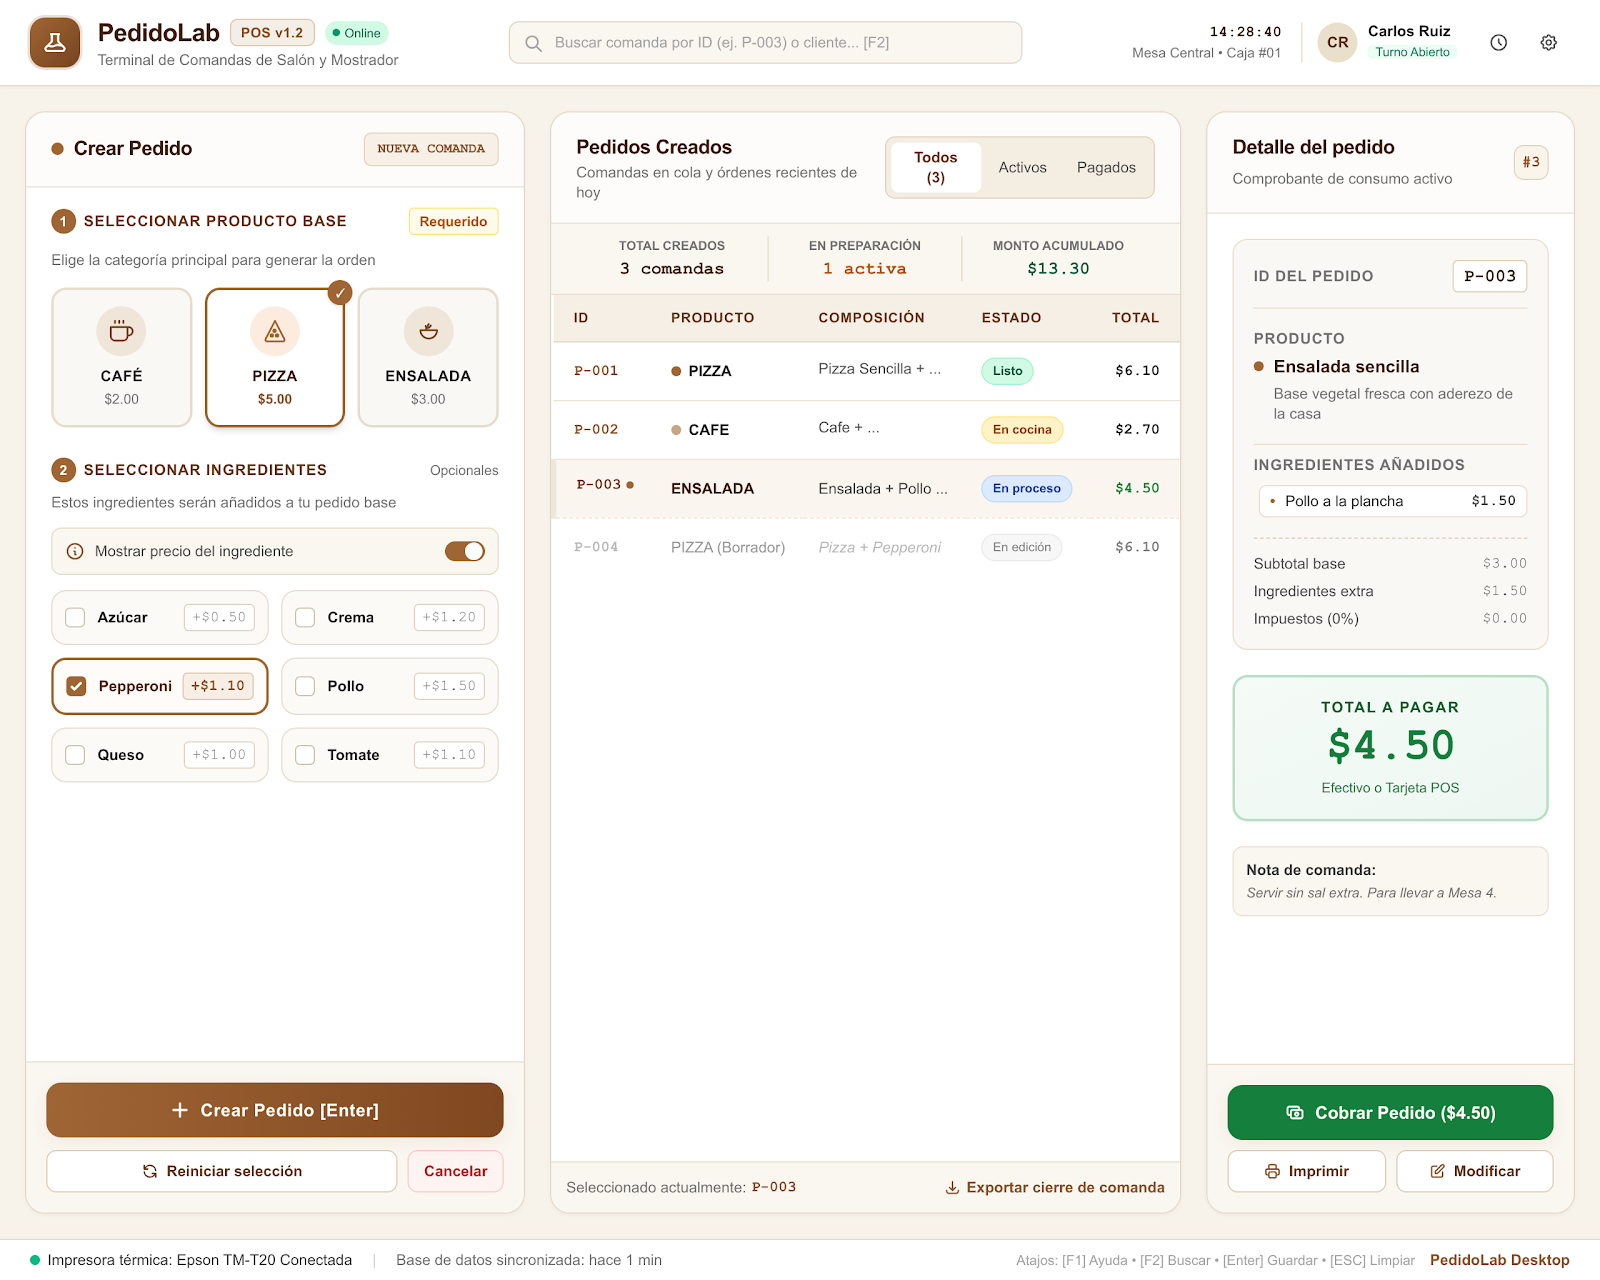 PedidoLab POS v1.2 Online
Terminal de Comandas de Salón y Mostrador
Buscar comanda por ID (ej. P-003) o cliente... [F2]
14:28:40
Mesa Central • Caja #01
CR
Carlos Ruiz
Turno Abierto
Crear Pedido
NUEVA COMANDA
1 SELECCIONAR PRODUCTO BASE
Requerido
Elige la categoría principal para generar la orden
CAFÉ
$2.00
✓
PIZZA
$5.00
ENSALADA
$3.00
2 SELECCIONAR INGREDIENTES
Opcionales
Estos ingredientes serán añadidos a tu pedido base
Mostrar precio del ingrediente
Azúcar +$0.50
Crema +$1.20
Pepperoni +$1.10
Pollo +$1.50
Queso +$1.00
Tomate +$1.10
Crear Pedido [Enter]
Reiniciar selección
Cancelar
Pedidos Creados
Comandas en cola y órdenes recientes de
hoy
Todos
(3)
Activos
Pagados
TOTAL CREADOS
3 comandas
EN PREPARACIÓN
1 activa
MONTO ACUMULADO
$13.30
ID PRODUCTO COMPOSICIÓN ESTADO TOTAL
P-001 PIZZA Pizza Sencilla + ... Listo $6.10
P-002 CAFE Cafe + ... En cocina $2.70
P-003 ENSALADA Ensalada + Pollo ... En proceso $4.50
P-004 PIZZA (Borrador) Pizza + Pepperoni En edición $6.10
Seleccionado actualmente: P-003
Exportar cierre de comanda
Detalle del pedido
Comprobante de consumo activo
#3
ID DEL PEDIDO P-003
PRODUCTO
Ensalada sencilla
Base vegetal fresca con aderezo de
la casa
INGREDIENTES AÑADIDOS
• Pollo a la plancha $1.50
Subtotal base $3.00
Ingredientes extra $1.50
Impuestos (0%) $0.00
TOTAL A PAGAR
$4.50
Efectivo o Tarjeta POS
Nota de comanda:
Servir sin sal extra. Para llevar a Mesa 4.
Cobrar Pedido ($4.50)
Imprimir
Modificar
Impresora térmica: Epson TM-T20 Conectada | Base de datos sincronizada: hace 1 min
Atajos: [F1] Ayuda • [F2] Buscar • [Enter] Guardar • [ESC] Limpiar PedidoLab Desktop